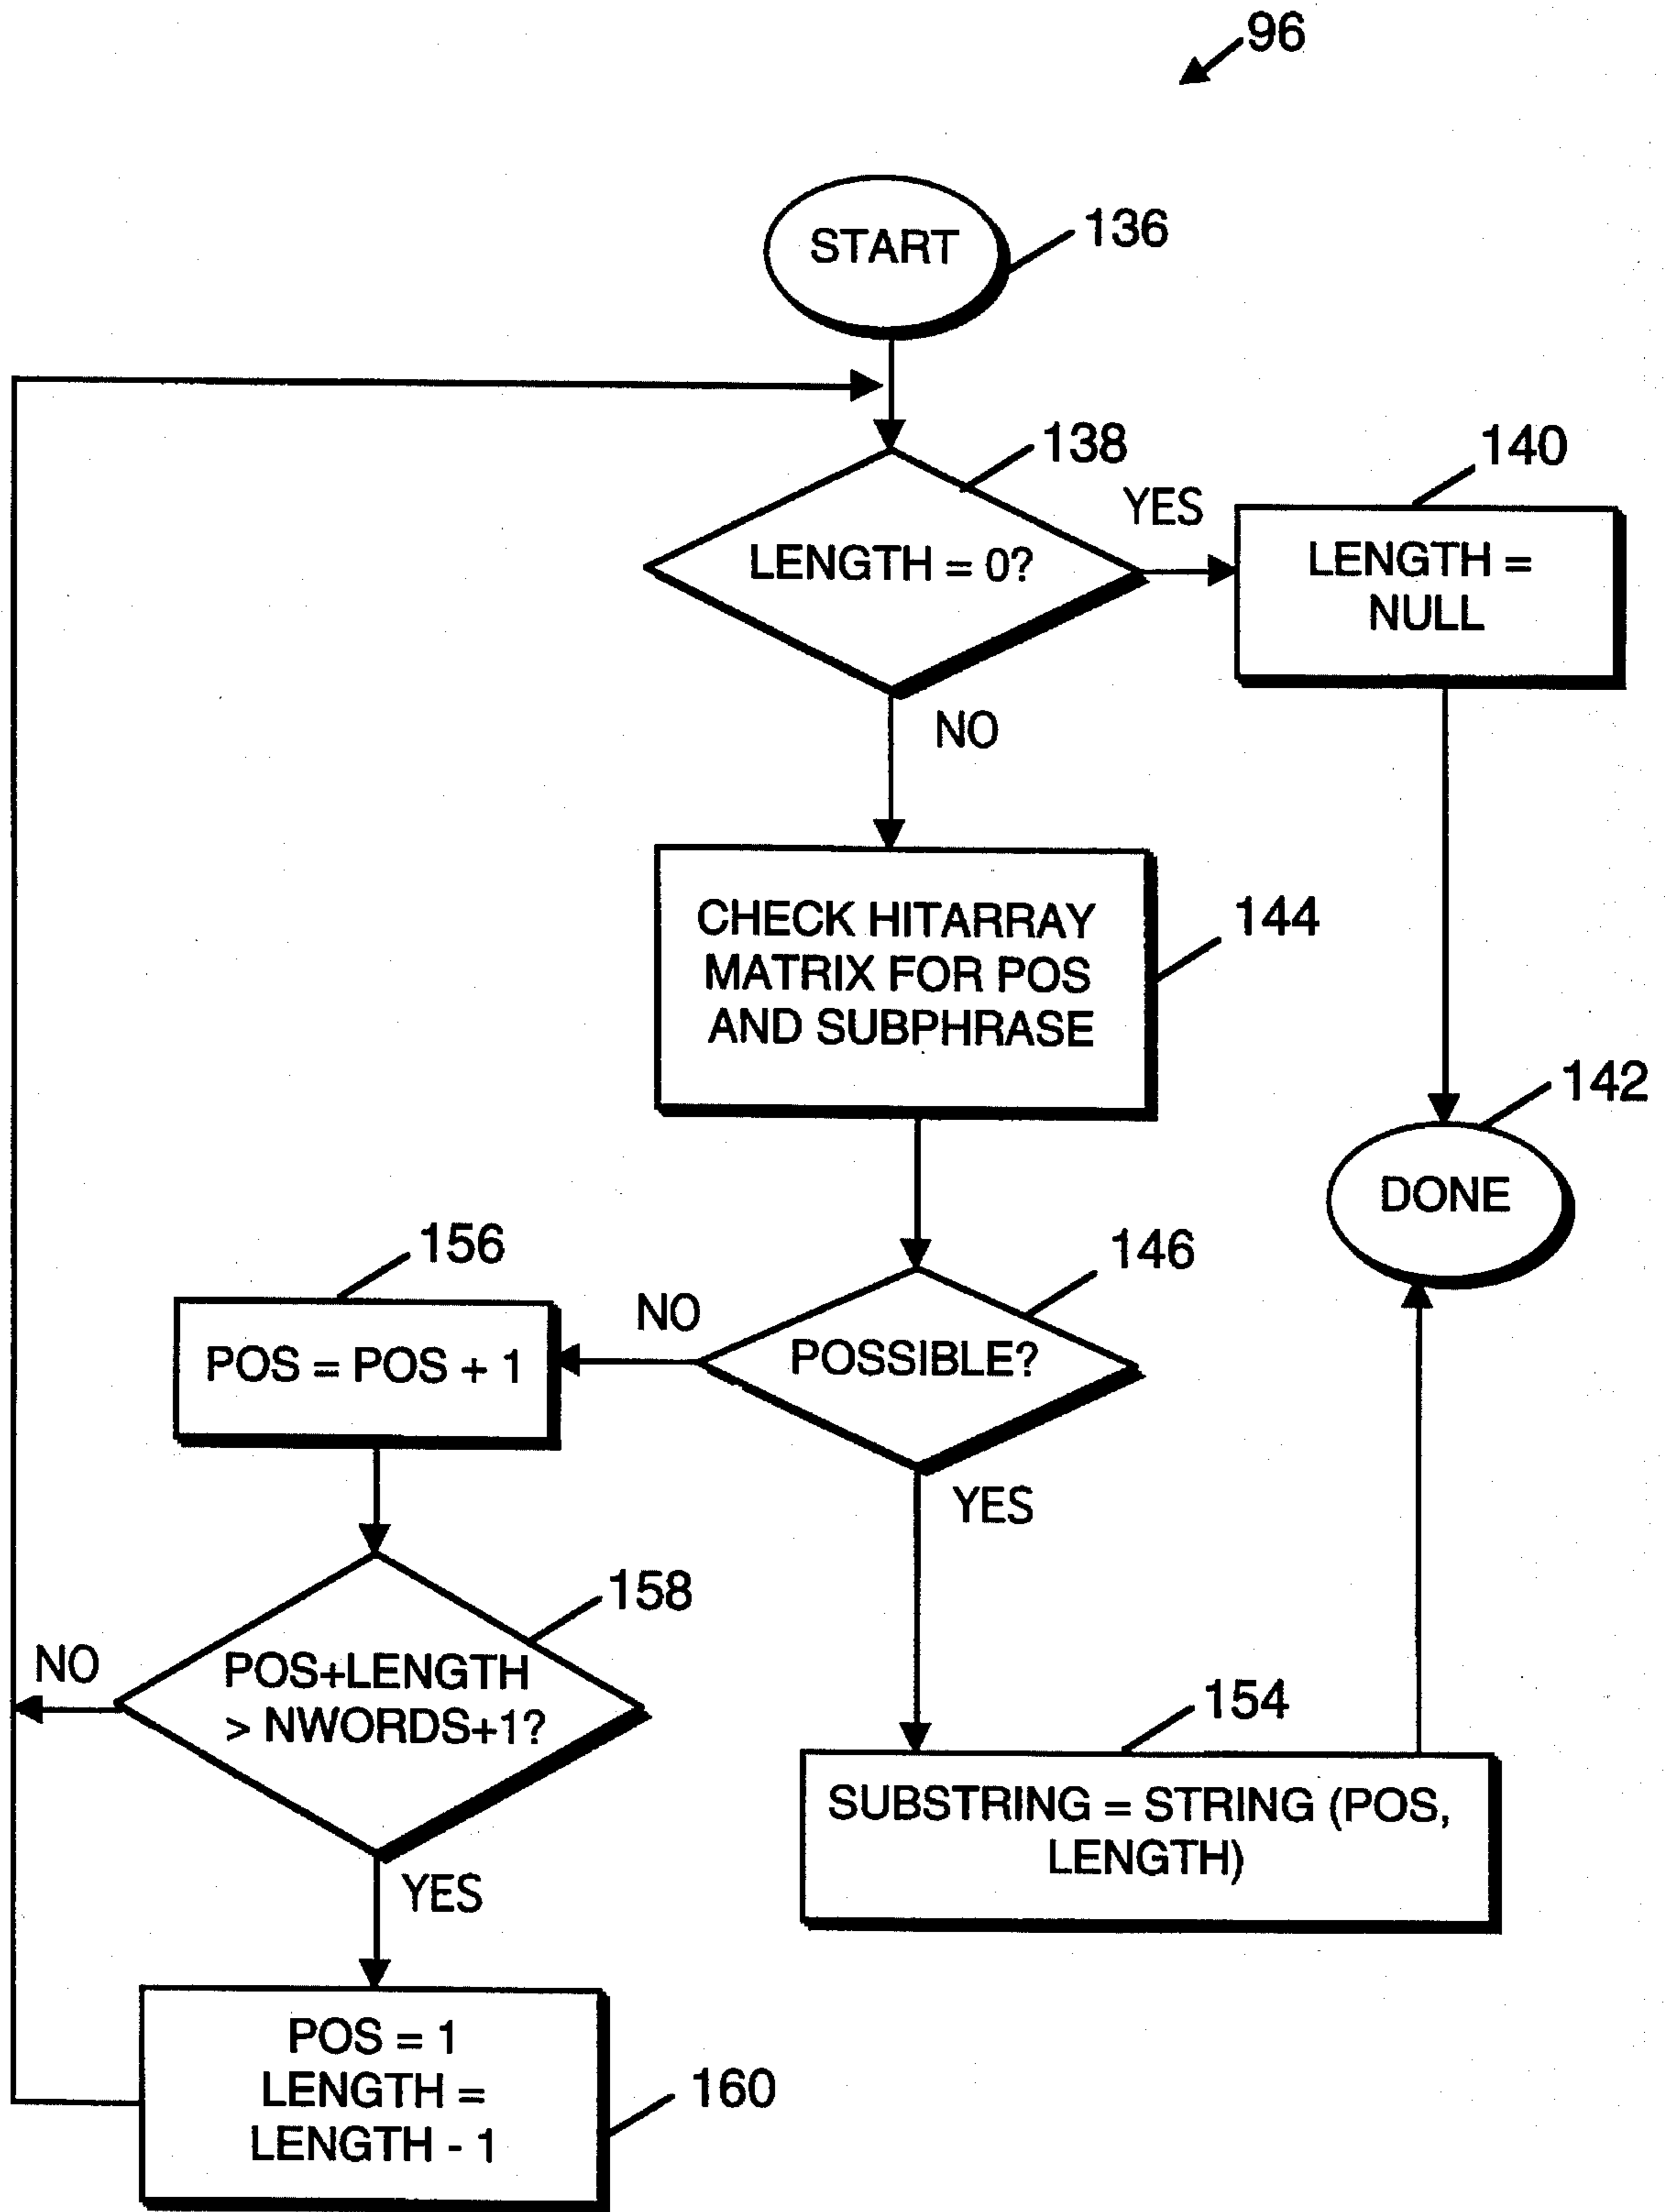 96
START
136
138
LENGTH = 0?
YES
140
LENGTH =
NULL
NO
CHECK HITARRAY
MATRIX FOR POS
AND SUBPHRASE
144
142
DONE
156
POS = POS + 1
NO
146
POSSIBLE?
YES
158
NO
POS+LENGTH
> NWORDS+1?
YES
154
SUBSTRING = STRING (POS,
LENGTH)
POS = 1
LENGTH =
LENGTH - 1
160